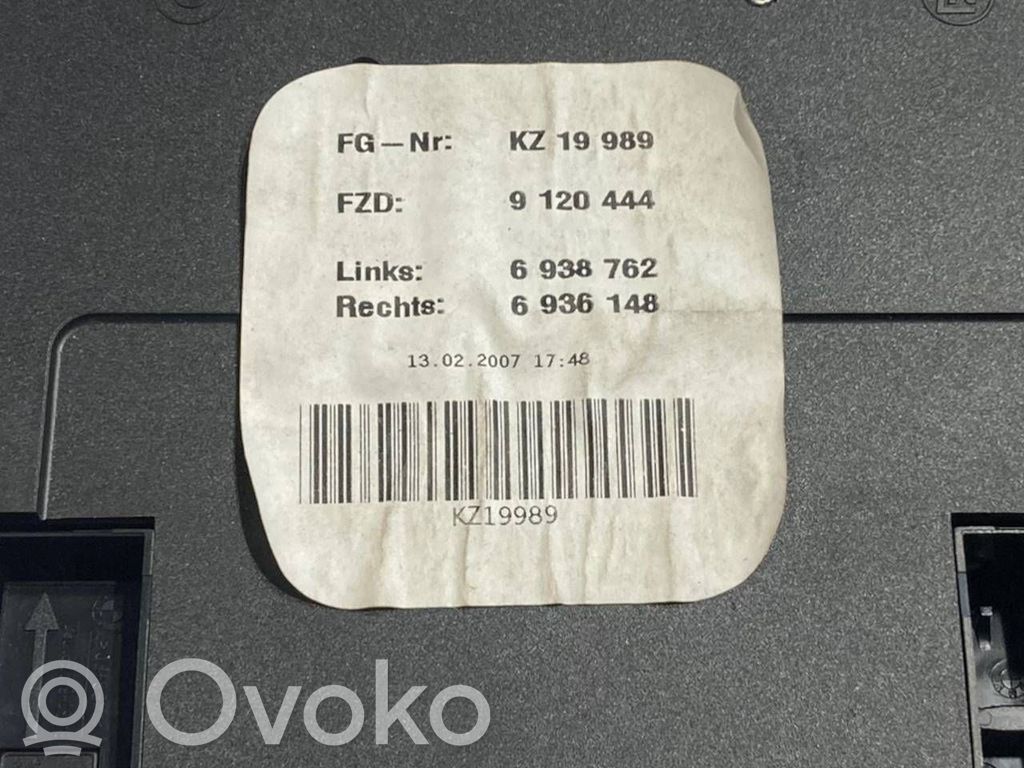 FG-Nr: KZ 19 989
FZD: 9 120 444
Links: 6 938 762
Rechts: 6 936 148
13.02.2007 17:48
KZ19989
Ovoko